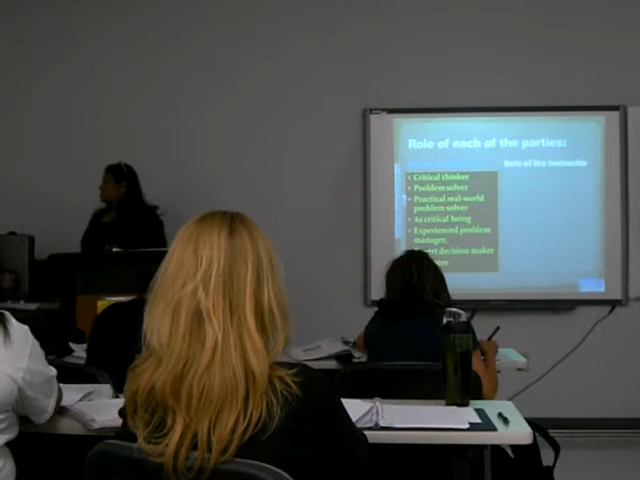 Role of each of the parties:
Role of the Instructor
• Critical thinker
• Problem solver
• Practical real-world
problem solver
• As critical being
• Experienced problem
manager,
decision maker